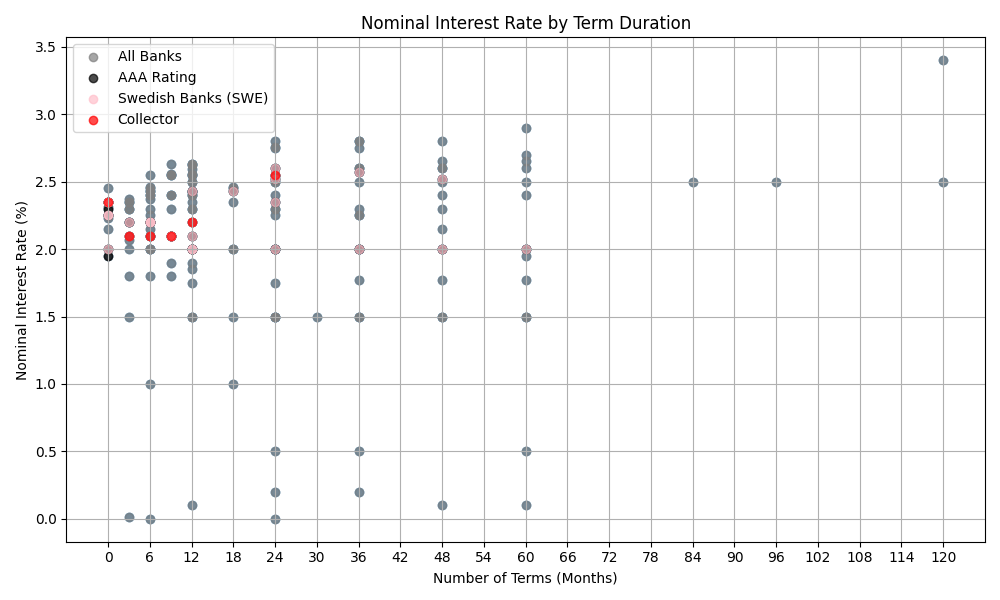 Nominal Interest Rate by Term Duration
All Banks
AAA Rating
Swedish Banks (SWE)
Collector
3.5
3.0
2.5
2.0
1.5
1.0
0.5
0.0
Nominal Interest Rate (%)
0 6 12 18 24 30 36 42 48 54 60 66 72 78 84 90 96 102 108 114 120
Number of Terms (Months)